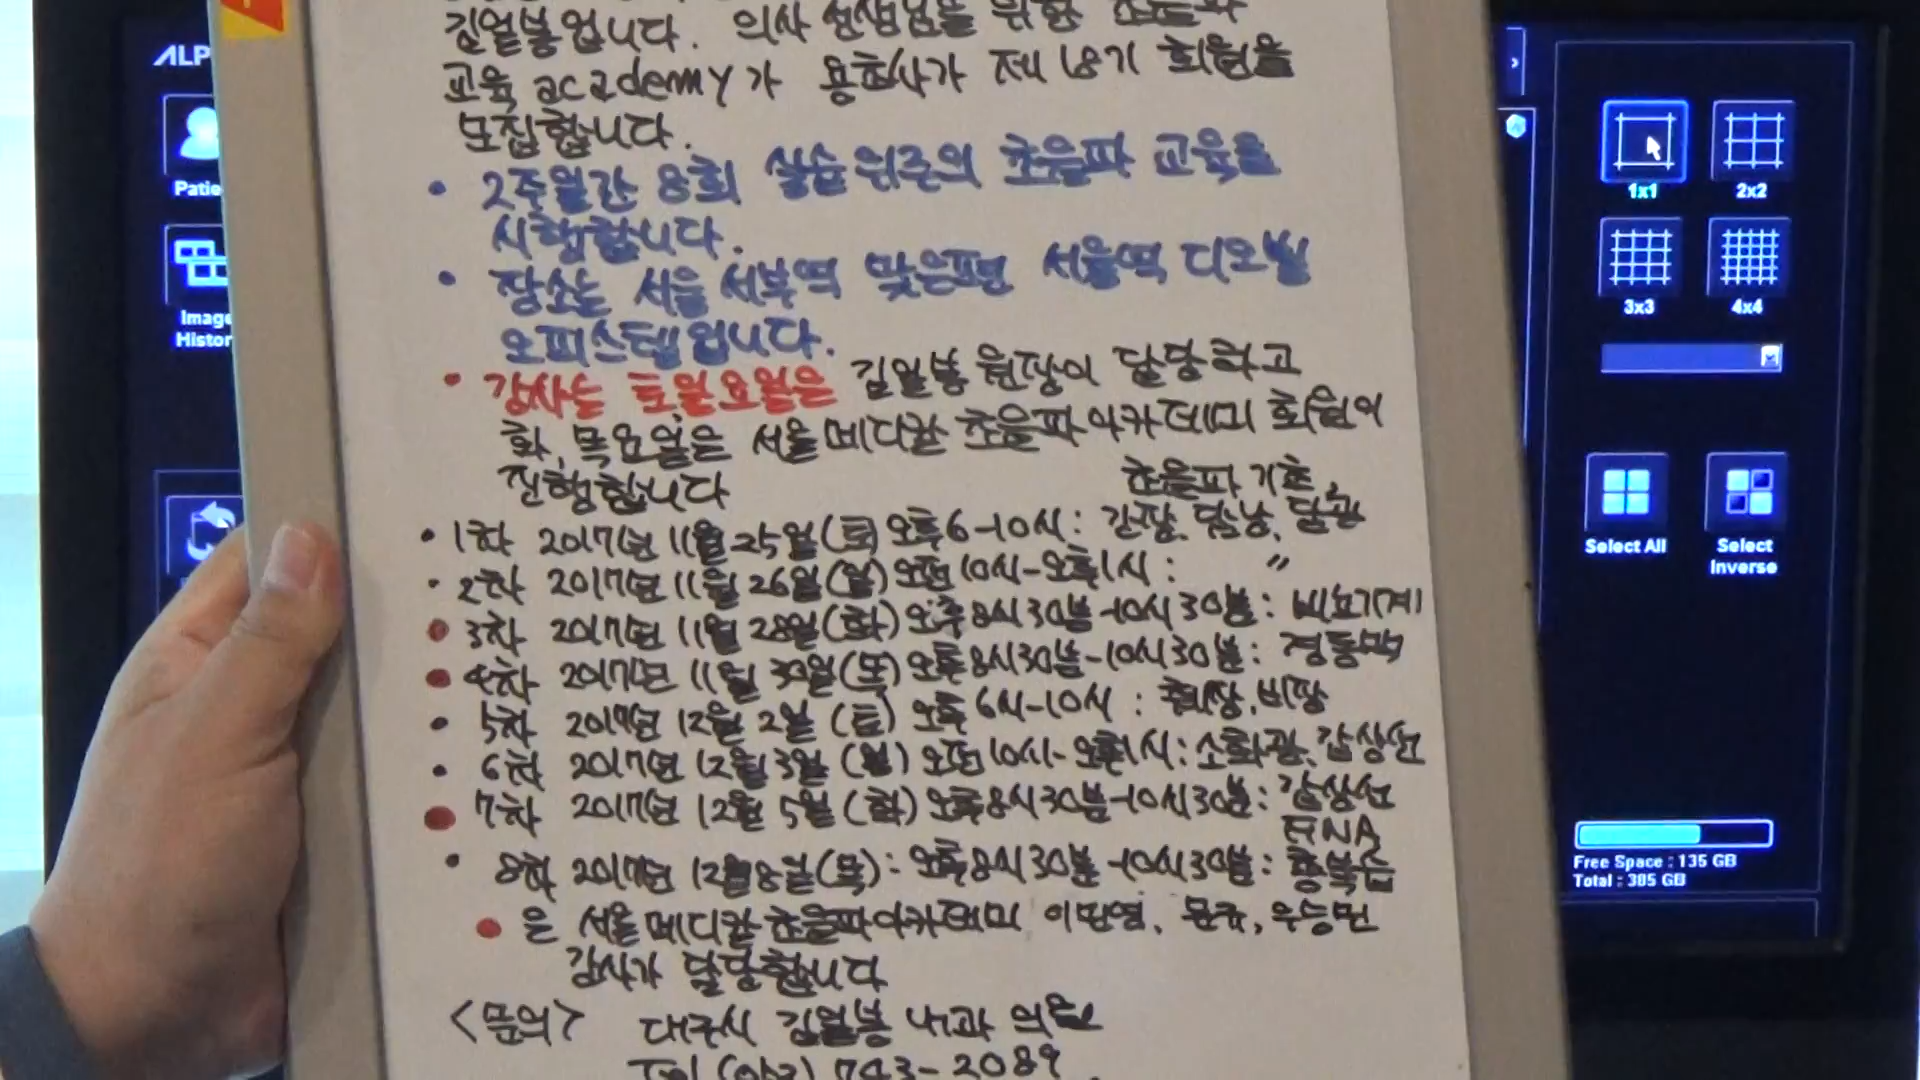 김일봉입니다. 의사 선생님을 위한 초음파
교육 academy가 용초사가 제 18기 회원을
모집합니다.
• 2주일간 8회 실습위주의 초음파 교육을
시행합니다.
• 장소는 서울 서부역 맞은편 서울역 디오빌
오피스텔입니다.
• 강사는 토일요일은 김일봉 원장이 담당하고
화, 목요일은 서울메디칼 초음파아카데미 회원이
진행합니다
초음파기초,
• 1차 2017년 11월 25일(토) 오후 6-10시: 간장, 담낭, 담관
• 2차 2017년 11월 26일(일) 오전 10시-오후1시: 〃
• 3차 2017년 11월 28일(화) 오후 8시30분-10시30분: 비뇨기계
• 4차 2017년 11월 30일(목) 오후 8시30분-10시30분: 경동맥
• 5차 2017년 12월 2일 (토) 오후 6시-10시: 췌장, 비장
• 6차 2017년 12월 3일 (일) 오전 10시-오후1시: 소화관, 갑상선
• 7차 2017년 12월 5일 (화) 오후 8시30분-10시30분: 갑상선
FNA
• 8차 2017년 12월 8일(목): 오후 8시30분-10시30분: 총복습
• 은 서울메디칼초음파아카데미 이민영, 문규, 우승민
강사가 담당합니다
<문의> 대구시 김일봉 내과 의원
Tel (053) 743-2089
ALP
Patie
Image
Histor
1x1
2x2
3x3
4x4
Select All
Select
Inverse
Free Space : 135 GB
Total : 385 GB